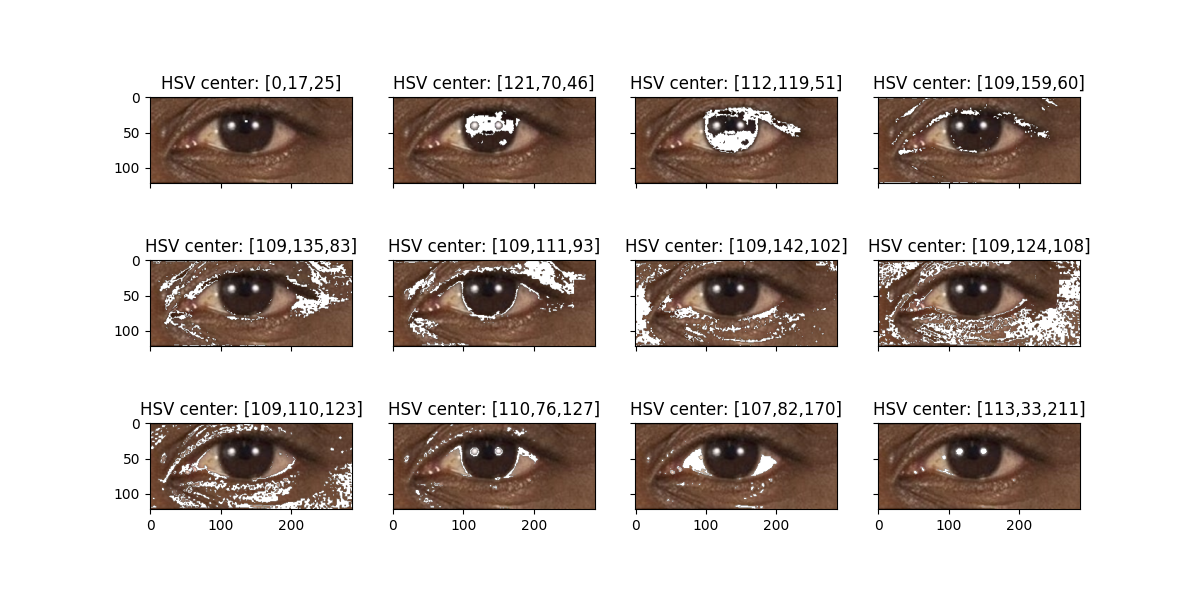 HSV center: [0,17,25] HSV center: [121,70,46] HSV center: [112,119,51] HSV center: [109,159,60]
0
50
100
HSV center: [109,135,83] HSV center: [109,111,93] HSV center: [109,142,102] HSV center: [109,124,108]
0
50
100
HSV center: [109,110,123] HSV center: [110,76,127] HSV center: [107,82,170] HSV center: [113,33,211]
0
50
100
0 100 200 0 100 200 0 100 200 0 100 200